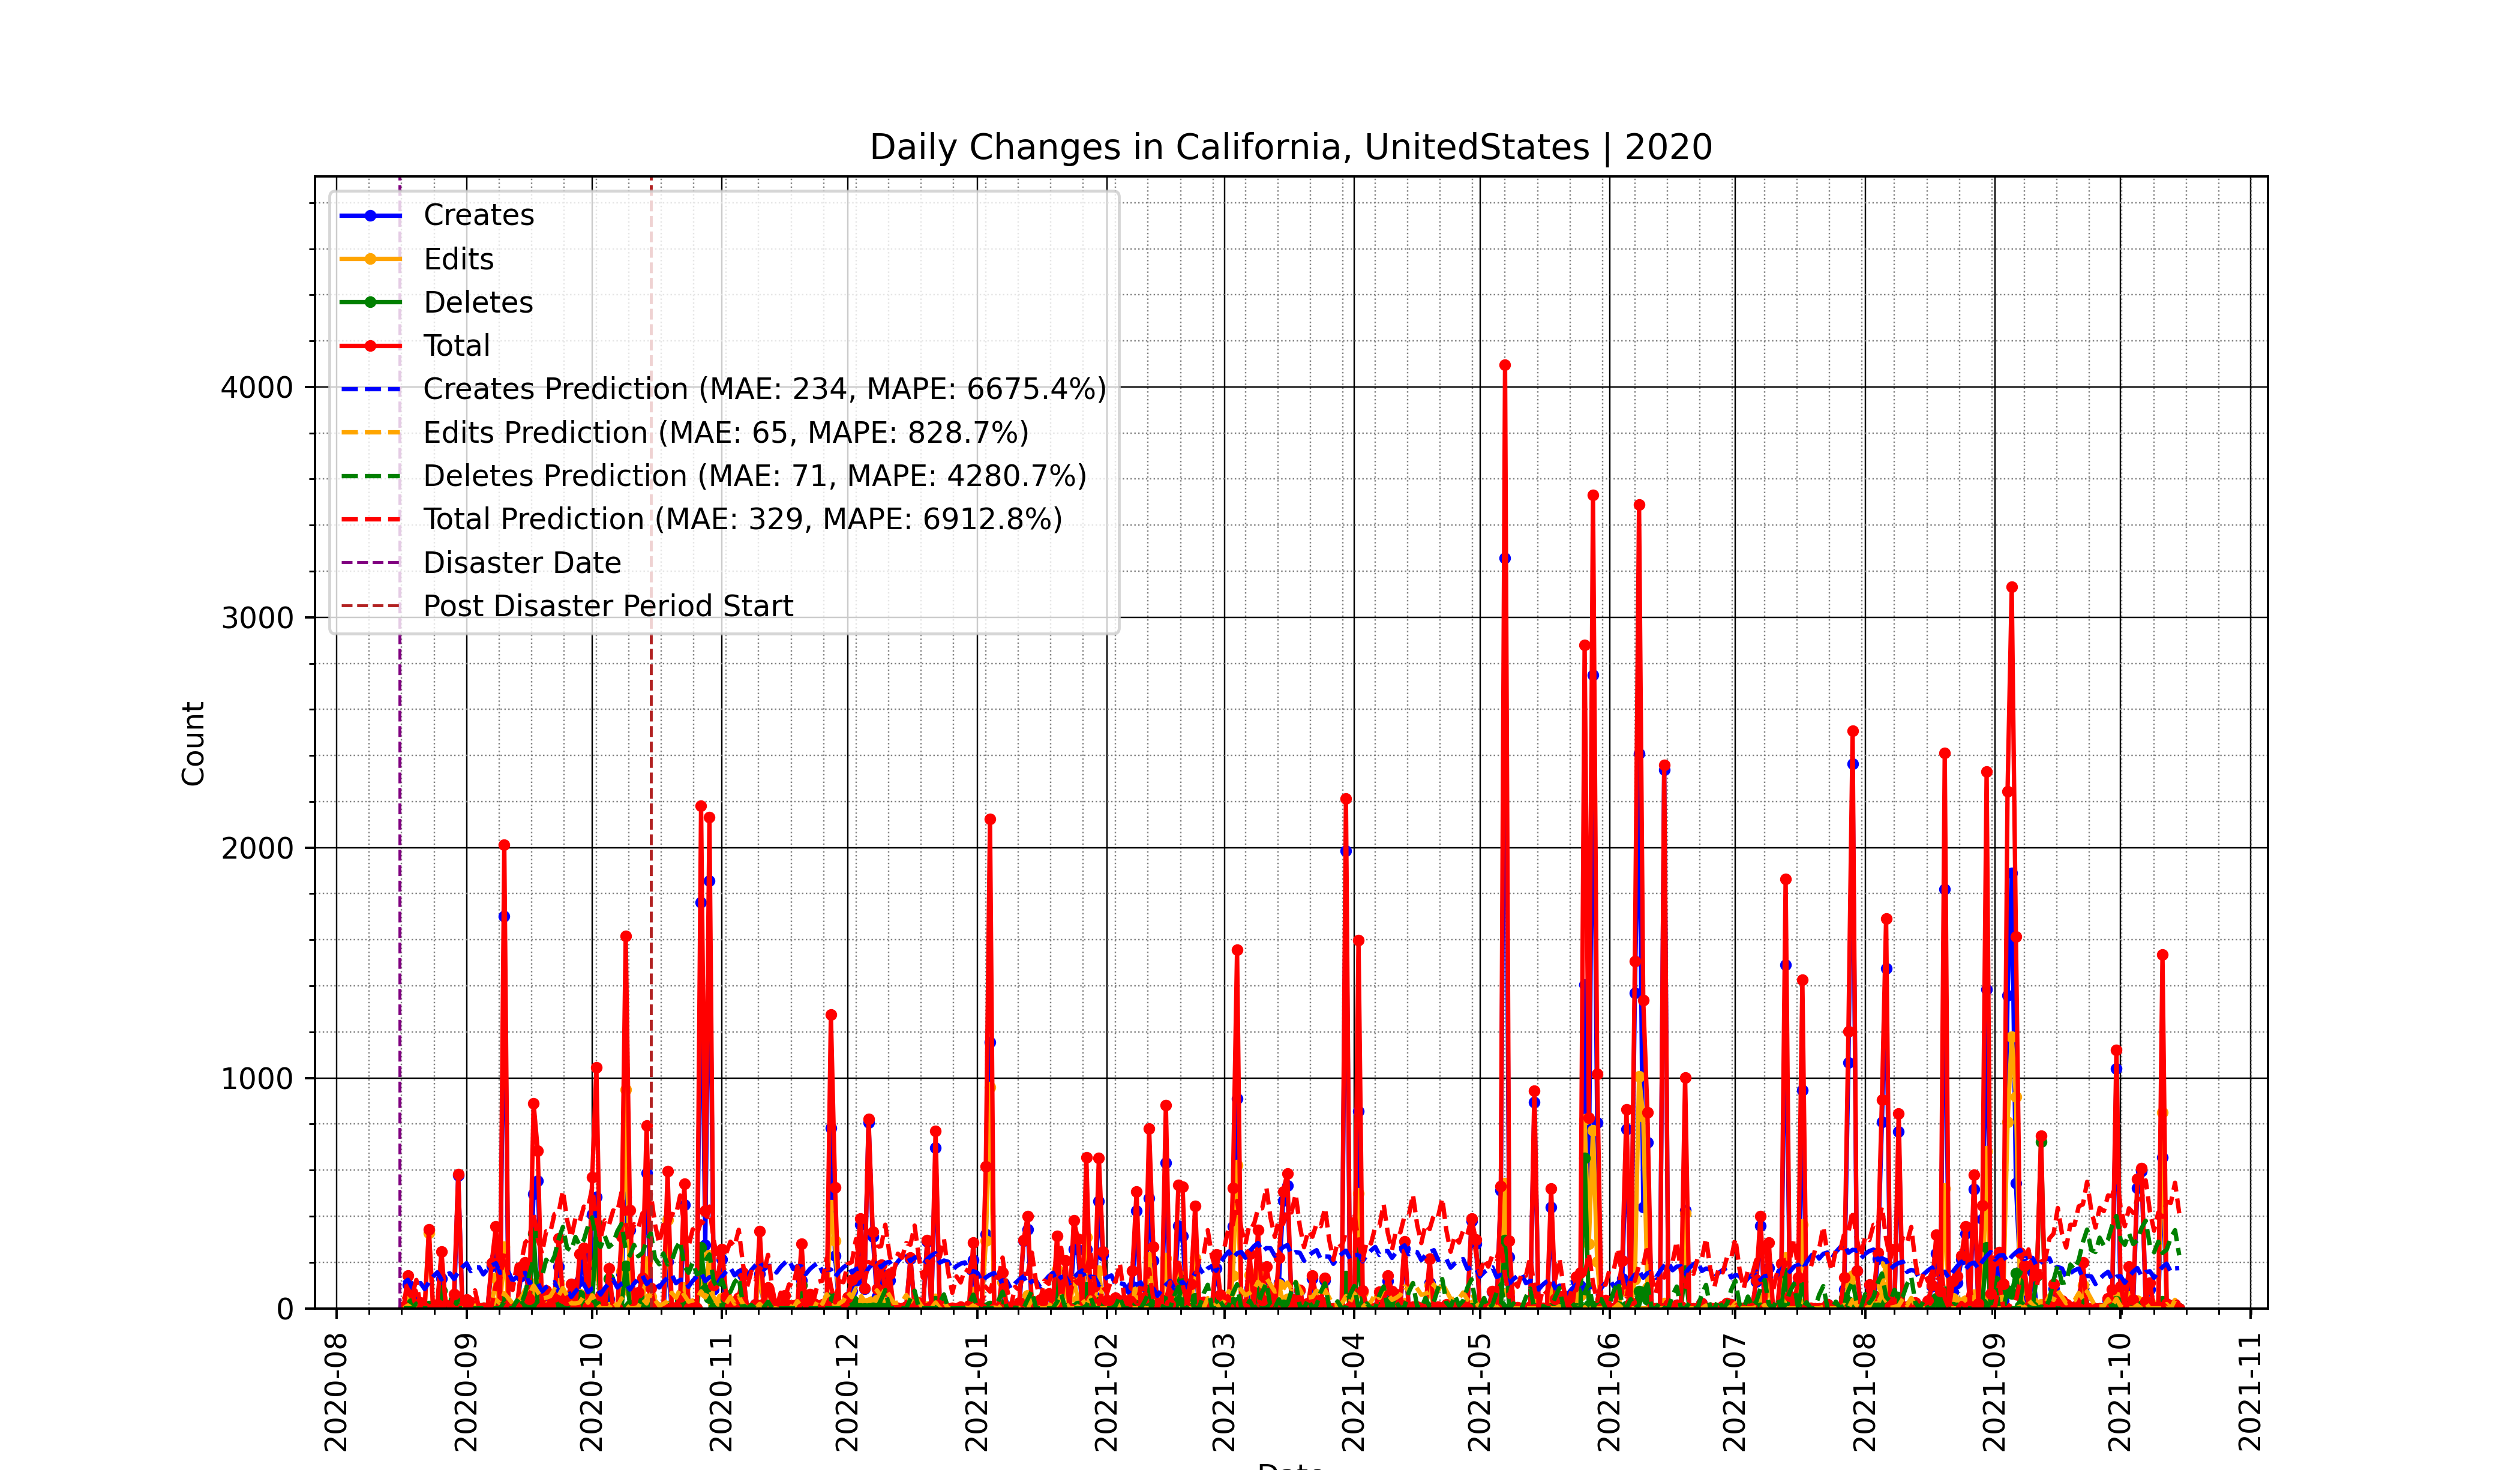 Daily Changes in California, UnitedStates | 2020
Creates
Edits
Deletes
Total
Creates Prediction (MAE: 234, MAPE: 6675.4%)
Edits Prediction (MAE: 65, MAPE: 828.7%)
Deletes Prediction (MAE: 71, MAPE: 4280.7%)
Total Prediction (MAE: 329, MAPE: 6912.8%)
Disaster Date
Post Disaster Period Start
Count
4000
3000
2000
1000
0
2020-08
2020-09
2020-10
2020-11
2020-12
2021-01
2021-02
2021-03
2021-04
2021-05
2021-06
2021-07
2021-08
2021-09
2021-10
2021-11
Date